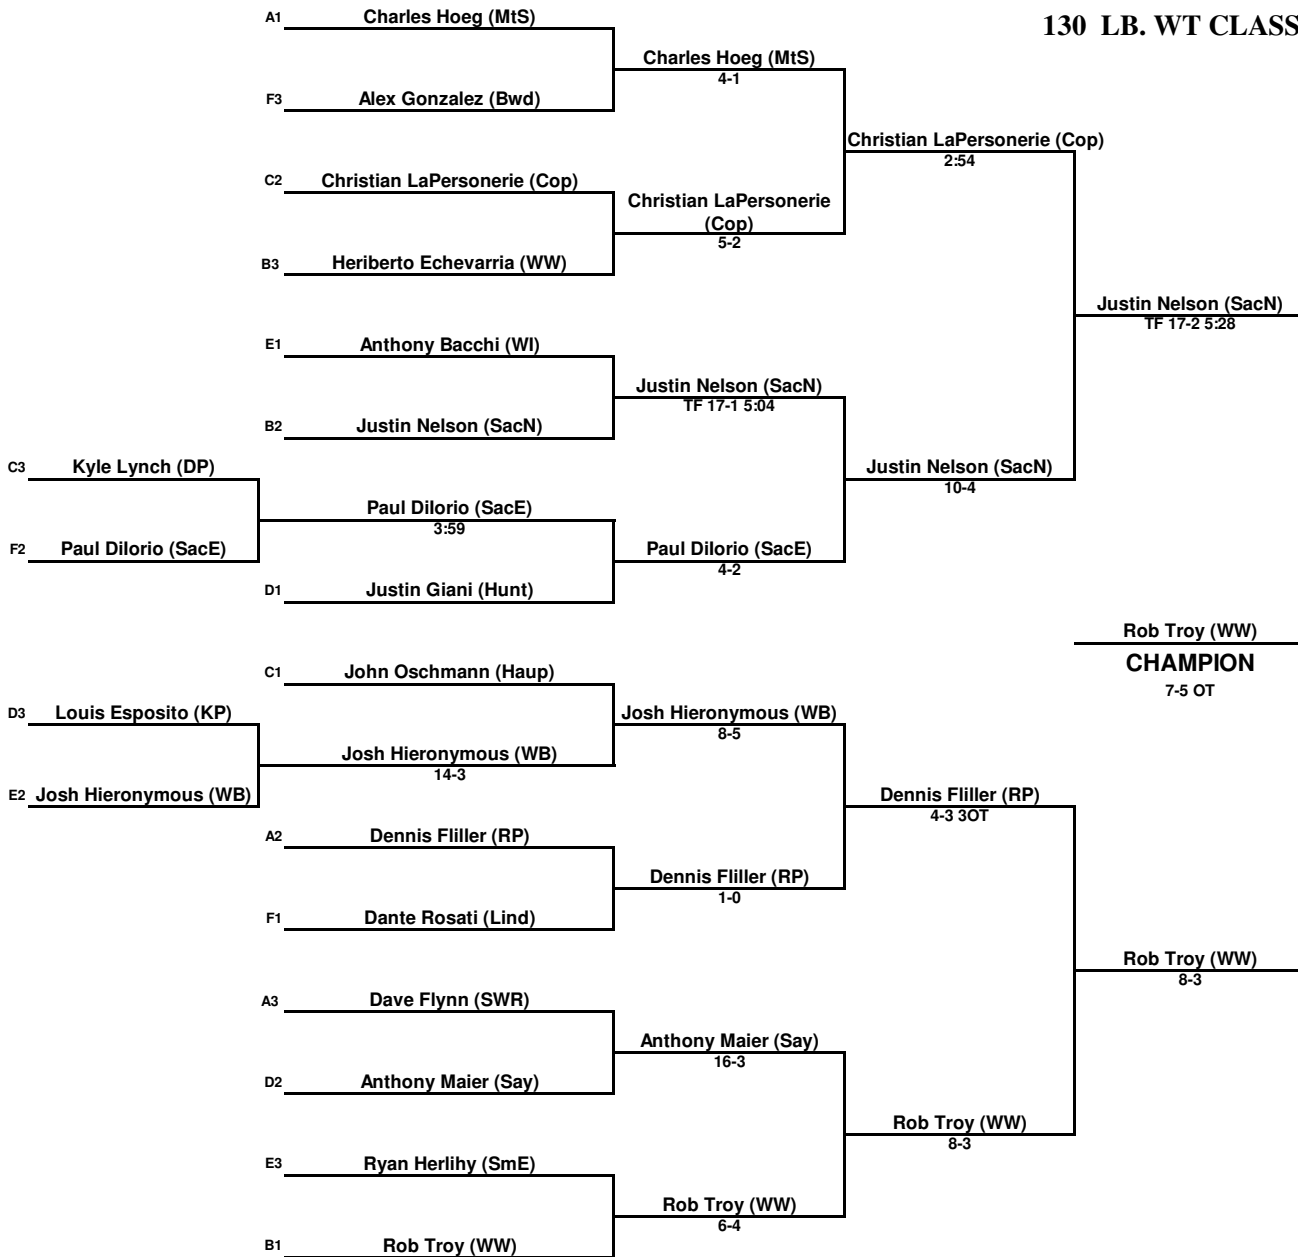 130 LB. WT CLASS
A1 Charles Hoeg (MtS)
Charles Hoeg (MtS)
4-1
F3 Alex Gonzalez (Bwd)
Christian LaPersonerie (Cop)
2:54
C2 Christian LaPersonerie (Cop)
Christian LaPersonerie
(Cop)
5-2
B3 Heriberto Echevarria (WW)
Justin Nelson (SacN)
TF 17-2 5:28
E1 Anthony Bacchi (WI)
Justin Nelson (SacN)
TF 17-1 5:04
B2 Justin Nelson (SacN)
C3 Kyle Lynch (DP)
Justin Nelson (SacN)
10-4
Paul DiIorio (SacE)
3:59
F2 Paul DiIorio (SacE)
Paul DiIorio (SacE)
4-2
D1 Justin Giani (Hunt)
Rob Troy (WW)
CHAMPION
7-5 OT
C1 John Oschmann (Haup)
D3 Louis Esposito (KP)
Josh Hieronymous (WB)
8-5
Josh Hieronymous (WB)
14-3
E2 Josh Hieronymous (WB)
Dennis Fliller (RP)
4-3 3OT
A2 Dennis Fliller (RP)
Dennis Fliller (RP)
1-0
F1 Dante Rosati (Lind)
Rob Troy (WW)
8-3
A3 Dave Flynn (SWR)
Anthony Maier (Say)
16-3
D2 Anthony Maier (Say)
Rob Troy (WW)
8-3
E3 Ryan Herlihy (SmE)
Rob Troy (WW)
6-4
B1 Rob Troy (WW)